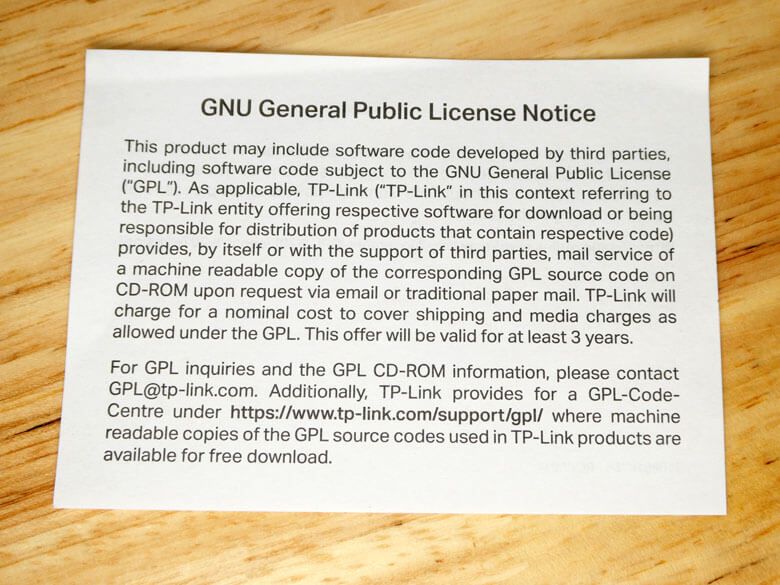 GNU General Public License Notice
This product may include software code developed by third parties,
including software code subject to the GNU General Public License
(“GPL”). As applicable, TP-Link (“TP-Link” in this context referring to
the TP-Link entity offering respective software for download or being
responsible for distribution of products that contain respective code)
provides, by itself or with the support of third parties, mail service of
a machine readable copy of the corresponding GPL source code on
CD-ROM upon request via email or traditional paper mail. TP-Link will
charge for a nominal cost to cover shipping and media charges as
allowed under the GPL. This offer will be valid for at least 3 years.
For GPL inquiries and the GPL CD-ROM information, please contact
GPL@tp-link.com. Additionally, TP-Link provides for a GPL-Code-
Centre under https://www.tp-link.com/support/gpl/ where machine
readable copies of the GPL source codes used in TP-Link products are
available for free download.